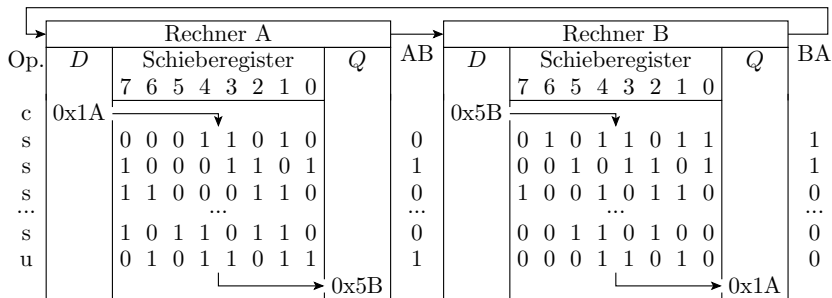 Rechner A Rechner B
Op. D Schieberegister Q AB D Schieberegister Q BA
7 6 5 4 3 2 1 0 7 6 5 4 3 2 1 0
c 0x1A 0x5B
s 0 0 0 1 1 0 1 0 0 0 1 0 1 1 0 1 1 1
s 1 0 0 0 1 1 0 1 1 0 0 1 0 1 1 0 1 1
s 1 1 0 0 0 1 1 0 0 1 0 0 1 0 1 1 0 0
... ... ... ... ...
s 1 0 1 1 0 1 1 0 0 0 0 1 1 0 1 0 0 0
u 0 1 0 1 1 0 1 1 1 0 0 0 1 1 0 1 0 0
0x5B 0x1A